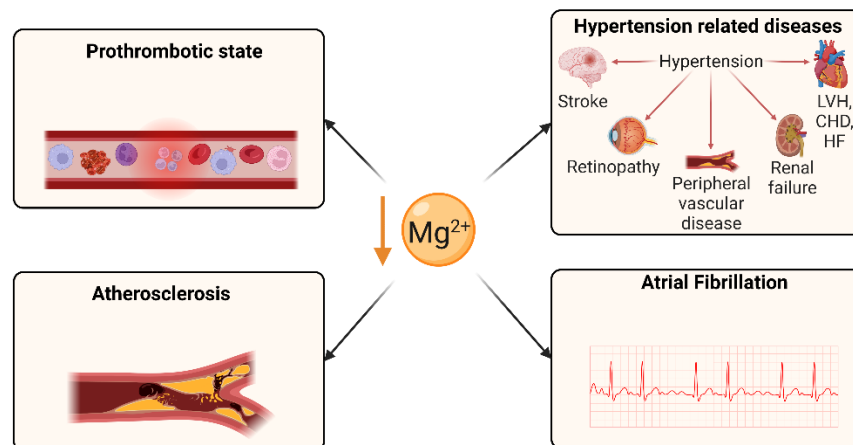 Prothrombotic state
Hypertension related diseases
Hypertension
Stroke
LVH,
CHD,
HF
Retinopathy
Renal
failure
Peripheral
vascular
disease
Mg²⁺
Atherosclerosis
Atrial Fibrillation